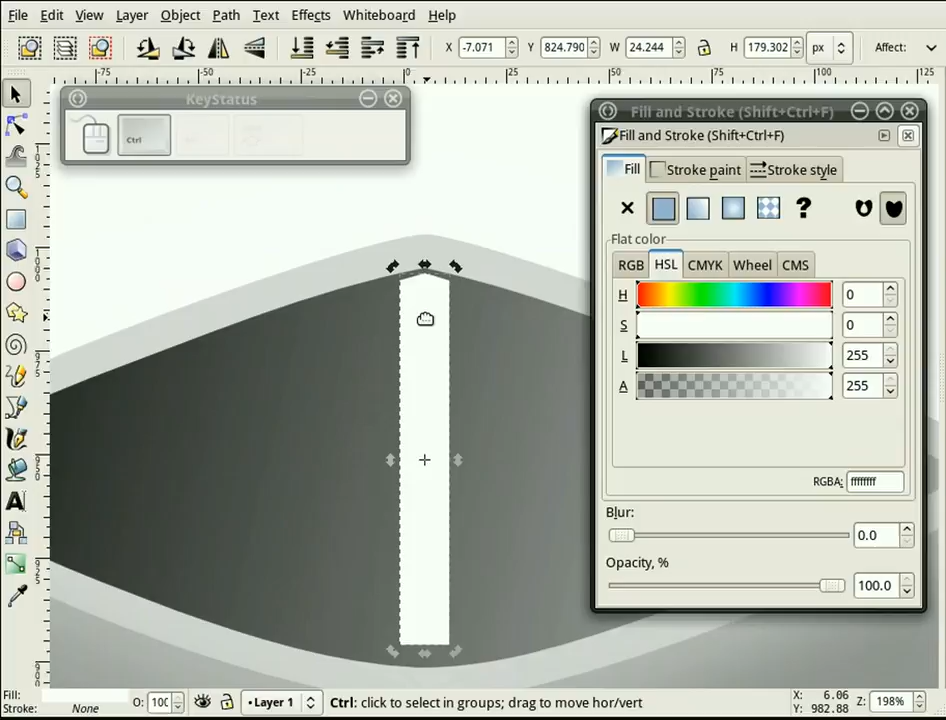 File Edit View Layer Object Path Text Effects Whiteboard Help
X -7.071 Y 824.790 W 24.244 H 179.302 px Affect:
-75 -50 -25 0 25 50 75 100 125
KeyStatus
Ctrl
Fill and Stroke (Shift+Ctrl+F)
Fill and Stroke (Shift+Ctrl+F)
Fill Stroke paint Stroke style
Flat color
RGB HSL CMYK Wheel CMS
H 0
S 0
L 255
A 255
RGBA: ffffffff
Blur:
0.0
Opacity, %
100.0
Fill:
Stroke: None O: 100 Layer 1 Ctrl: click to select in groups; drag to move hor/vert X: 6.06 Z: 198%
Y: 982.88